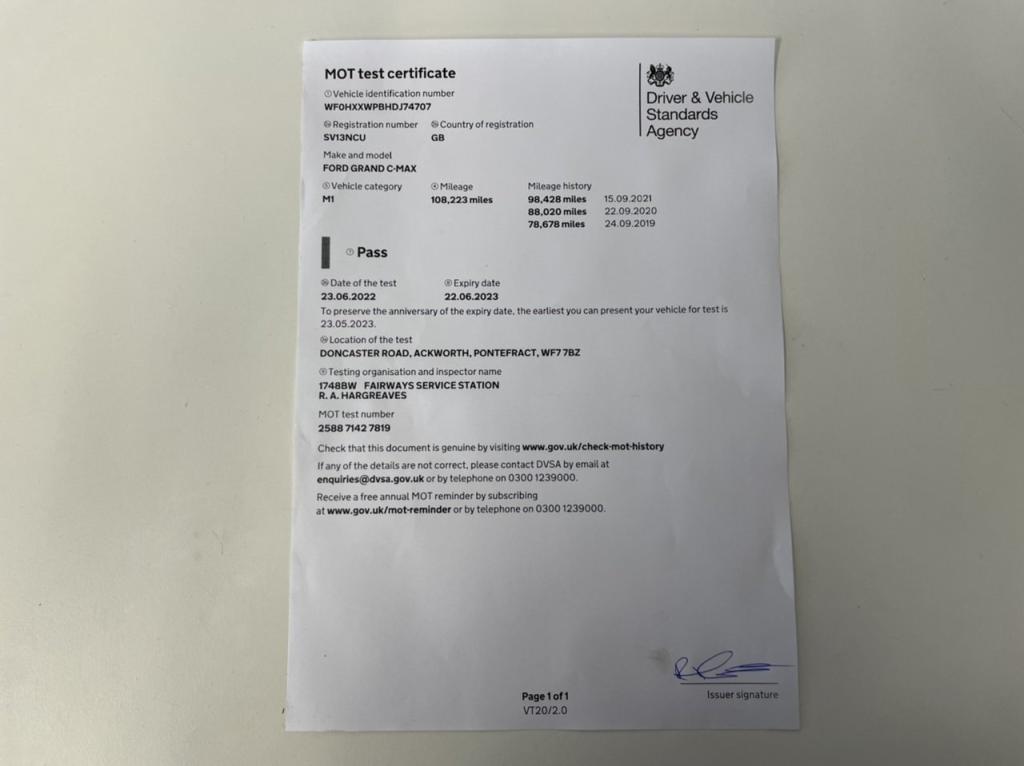 MOT test certificate
Driver & Vehicle
Standards
Agency
Vehicle identification number
WF0HXXWPBHDJ74707
Registration number Country of registration
SV13NCU GB
Make and model
FORD GRAND C-MAX
Vehicle category Mileage Mileage history
M1 108,223 miles 98,428 miles 15.09.2021
88,020 miles 22.09.2020
78,678 miles 24.09.2019
Pass
Date of the test Expiry date
23.06.2022 22.06.2023
To preserve the anniversary of the expiry date, the earliest you can present your vehicle for test is
23.05.2023.
Location of the test
DONCASTER ROAD, ACKWORTH, PONTEFRACT, WF7 7BZ
Testing organisation and inspector name
1748BW FAIRWAYS SERVICE STATION
R. A. HARGREAVES
MOT test number
2588 7142 7819
Check that this document is genuine by visiting www.gov.uk/check-mot-history
If any of the details are not correct, please contact DVSA by email at
enquiries@dvsa.gov.uk or by telephone on 0300 1239000.
Receive a free annual MOT reminder by subscribing
at www.gov.uk/mot-reminder or by telephone on 0300 1239000.
Issuer signature
Page 1 of 1
VT20/2.0